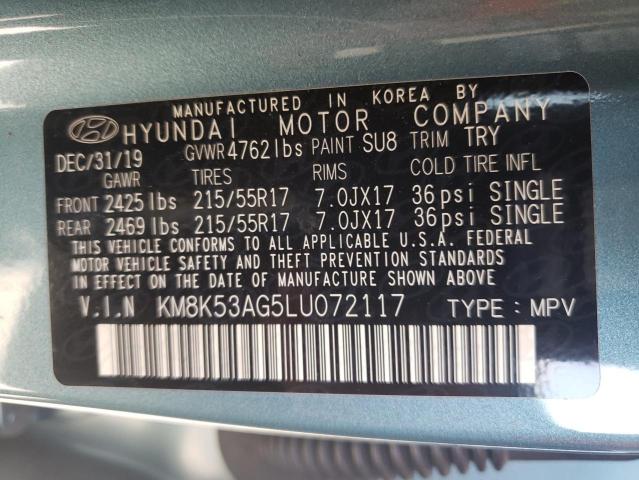 MANUFACTURED IN KOREA BY
HYUNDAI MOTOR COMPANY
DEC/31/19 GVWR 4762lbs PAINT SU8 TRIM TRY
GAWR TIRES RIMS COLD TIRE INFL
FRONT 2425 lbs 215/55R17 7.0JX17 36psi SINGLE
REAR 2469 lbs 215/55R17 7.0JX17 36psi SINGLE
THIS VEHICLE CONFORMS TO ALL APPLICABLE U.S.A. FEDERAL
MOTOR VEHICLE SAFETY AND THEFT PREVENTION STANDARDS
IN EFFECT ON THE DATE OF MANUFACTURE SHOWN ABOVE.
V.I.N KM8K53AG5LU072117 TYPE : MPV